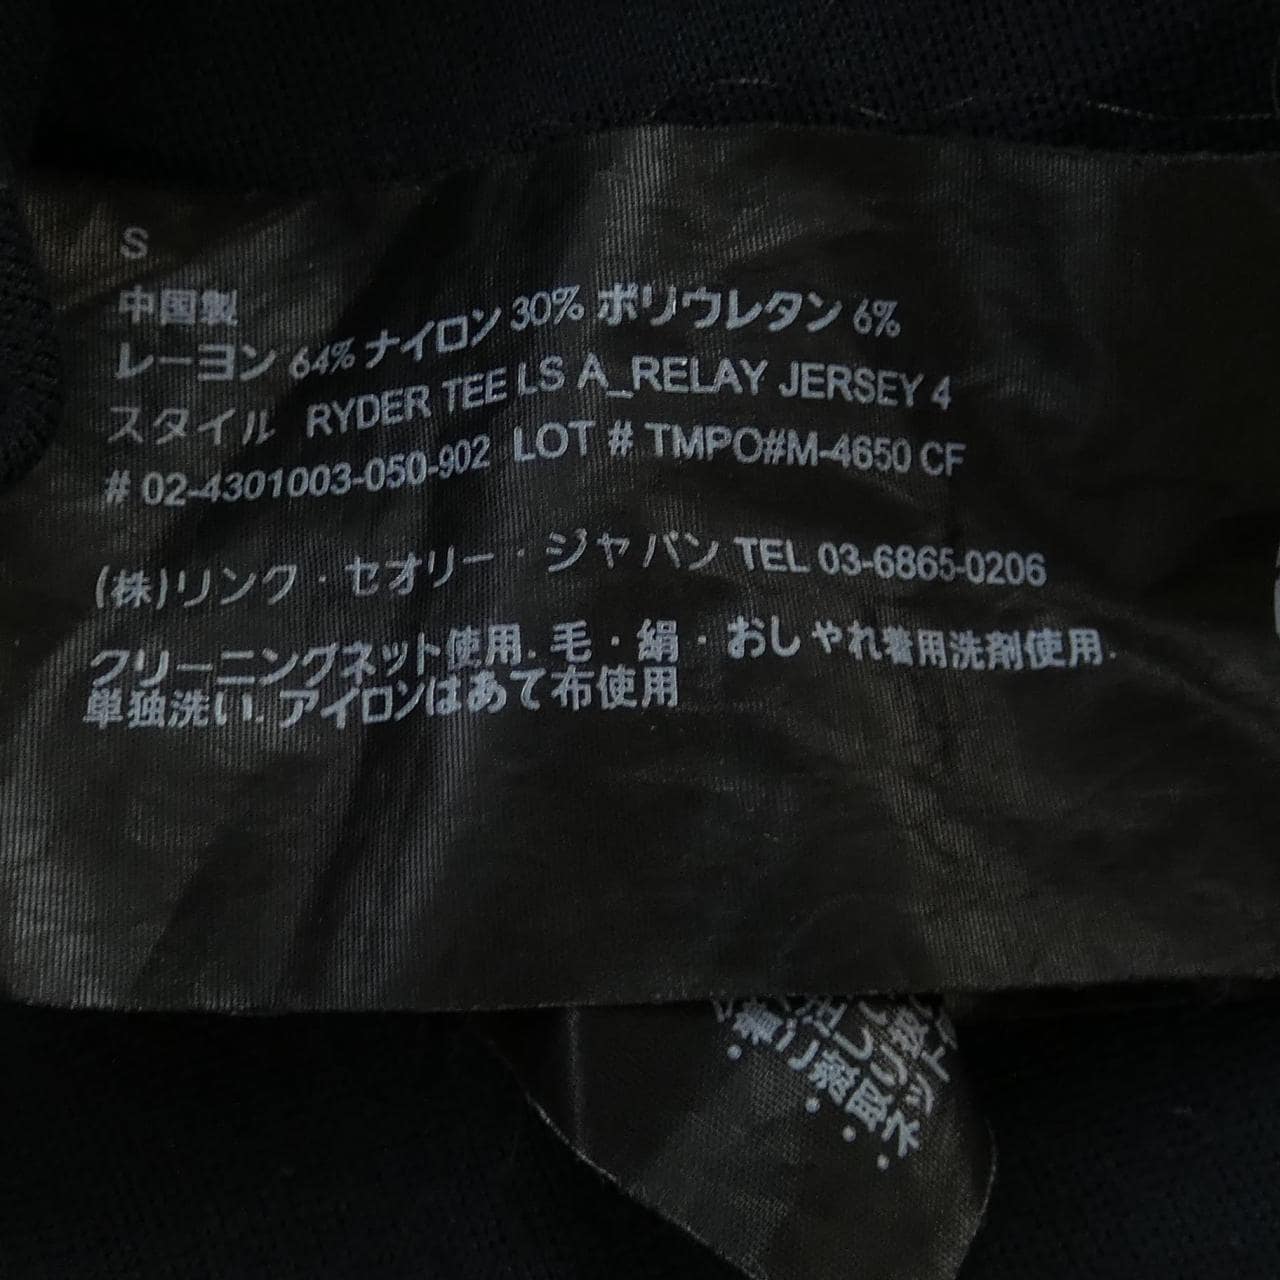 S
中国製
レーヨン 64% ナイロン 30% ポリウレタン 6%
スタイル RYDER TEE LS A_RELAY JERSEY 4
# 02-4301003-050-902 LOT # TMPO#M-4650 CF
(株)リンク・セオリー・ジャパン TEL 03-6865-0206
クリーニングネット使用. 毛・絹・おしゃれ着用洗剤使用.
単独洗い. アイロンはあて布使用